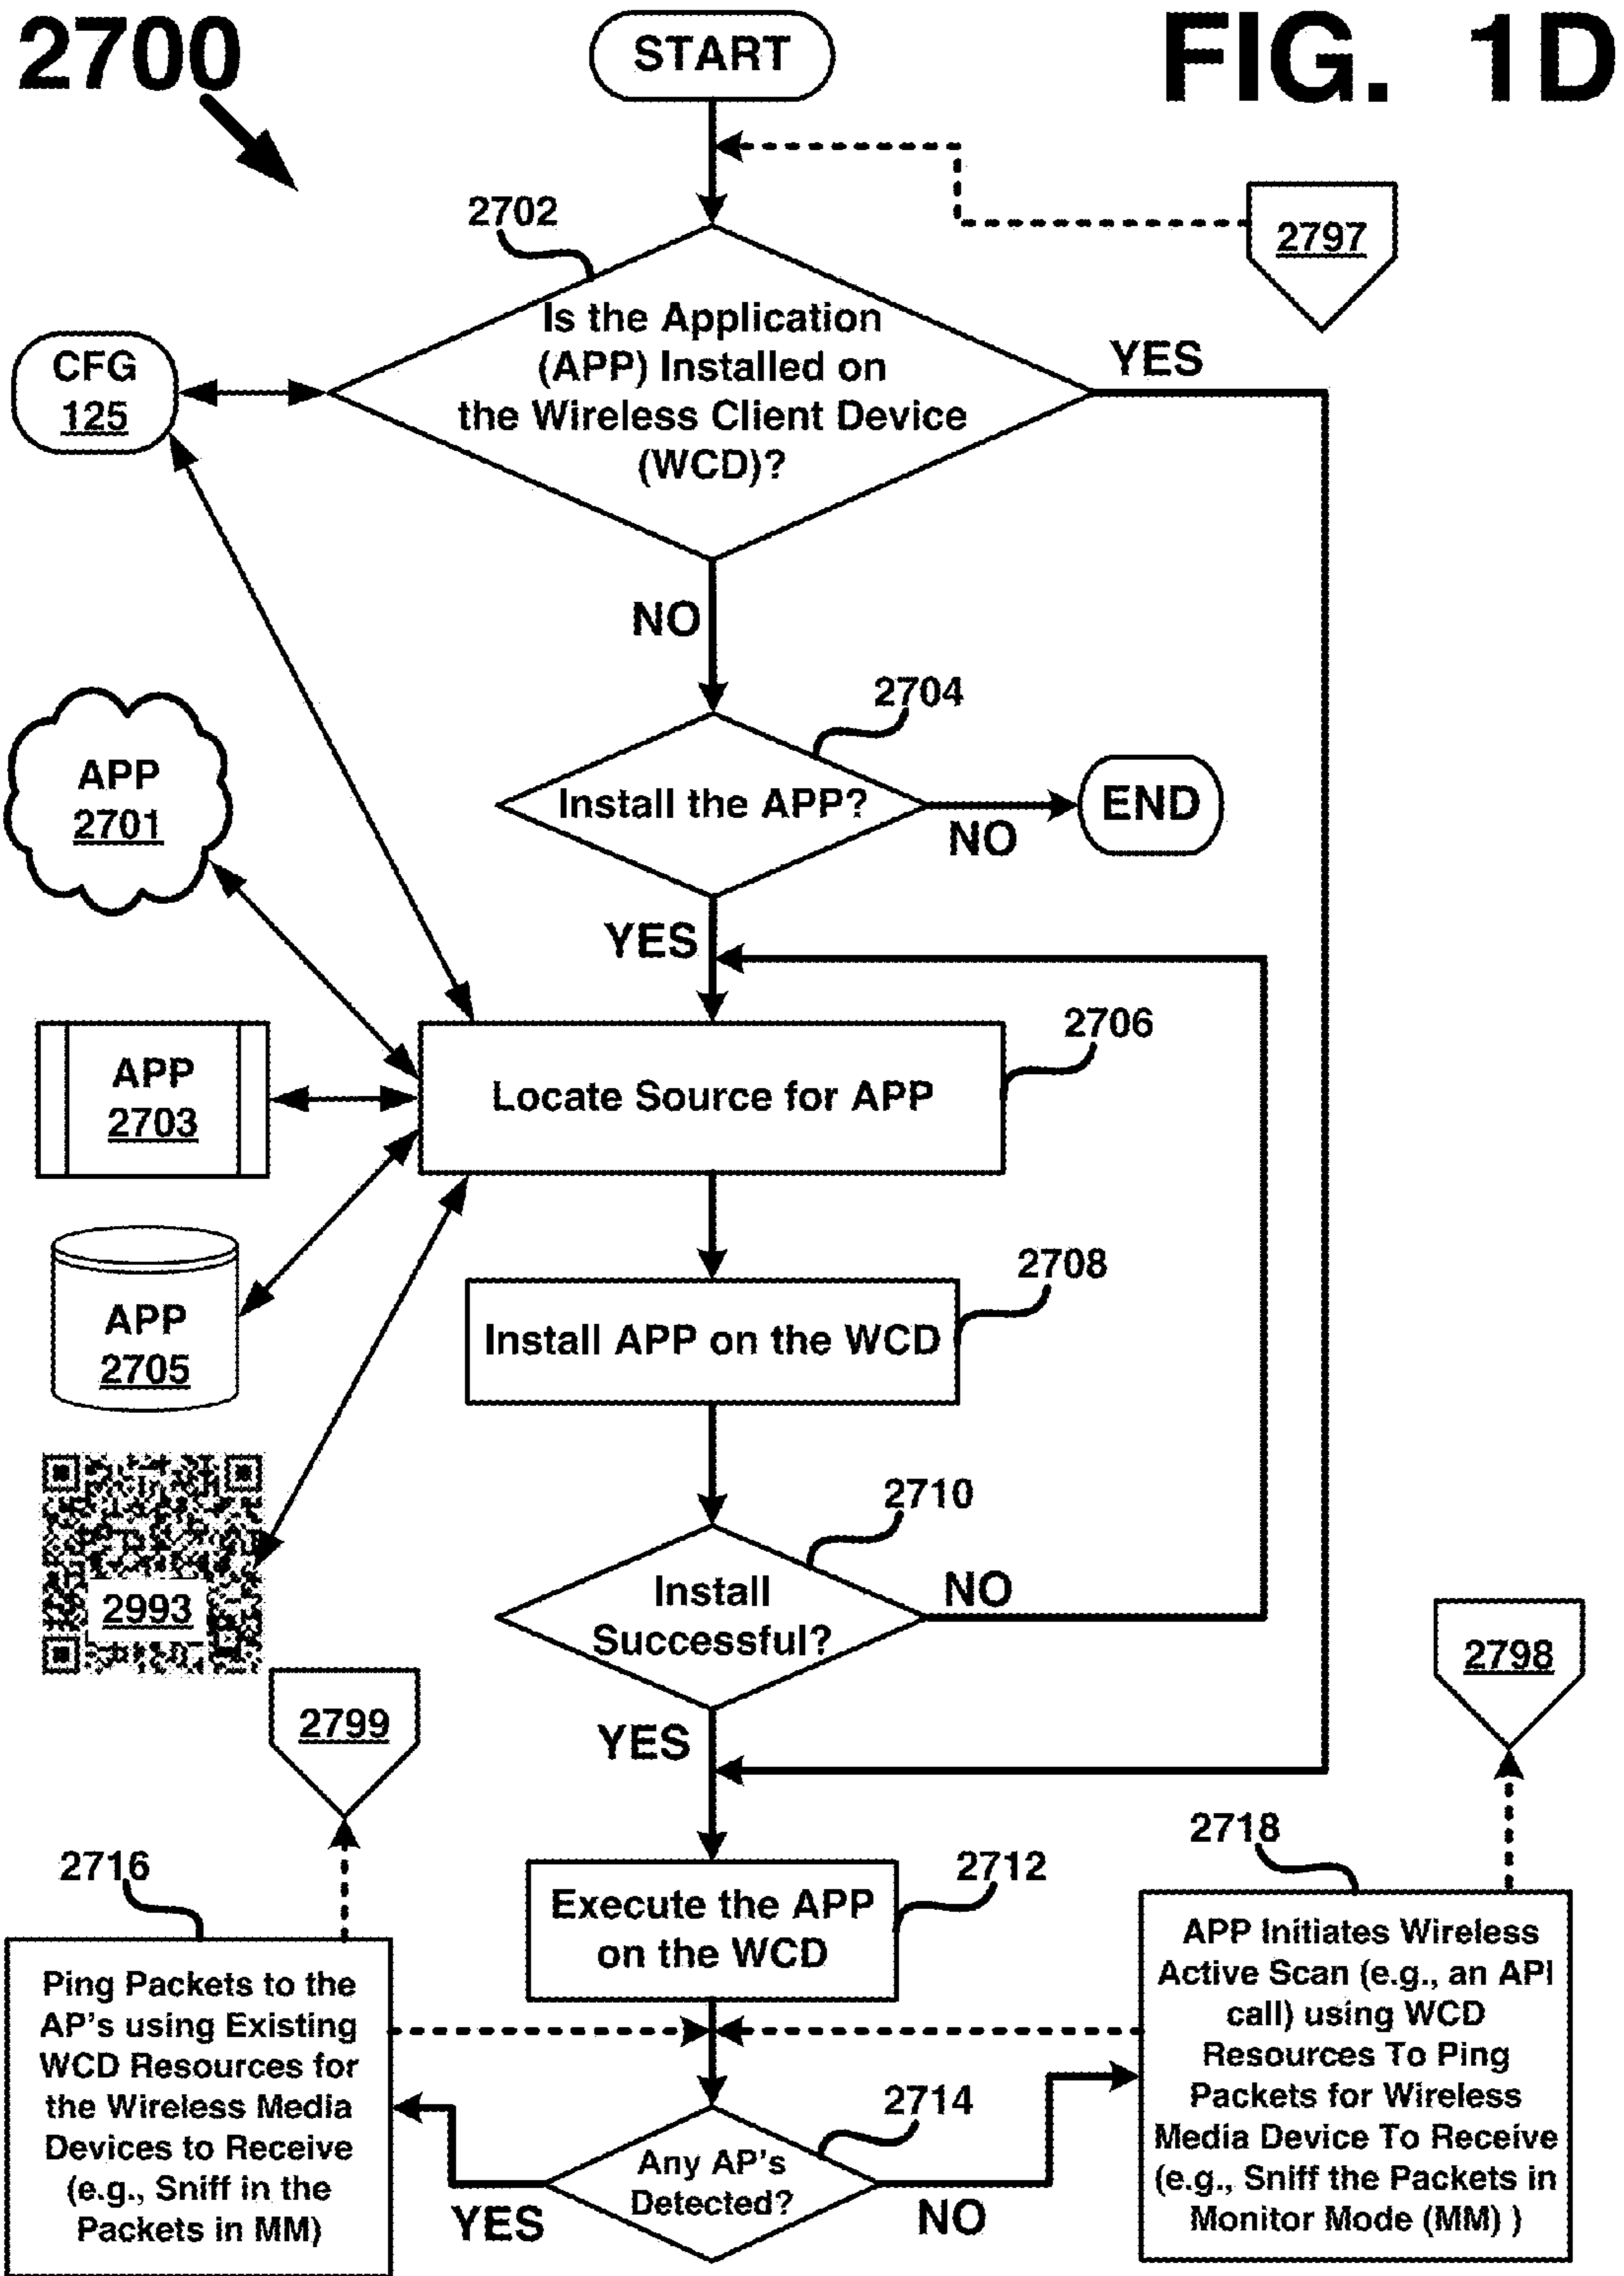 2700
START
FIG. 1D
2702
2797
Is the Application
(APP) Installed on
the Wireless Client Device
(WCD)?
YES
CFG
125
NO
2704
APP
2701
Install the APP?
NO
END
YES
2706
APP
2703
Locate Source for APP
2708
APP
2705
Install APP on the WCD
2710
2993
Install
Successful?
NO
2798
2799
YES
2718
2716
2712
Execute the APP
on the WCD
Ping Packets to the
AP's using Existing
WCD Resources for
the Wireless Media
Devices to Receive
(e.g., Sniff in the
Packets in MM)
APP Initiates Wireless
Active Scan (e.g., an API
call) using WCD
Resources To Ping
Packets for Wireless
Media Device To Receive
(e.g., Sniff the Packets in
Monitor Mode (MM) )
2714
Any AP's
Detected?
YES
NO